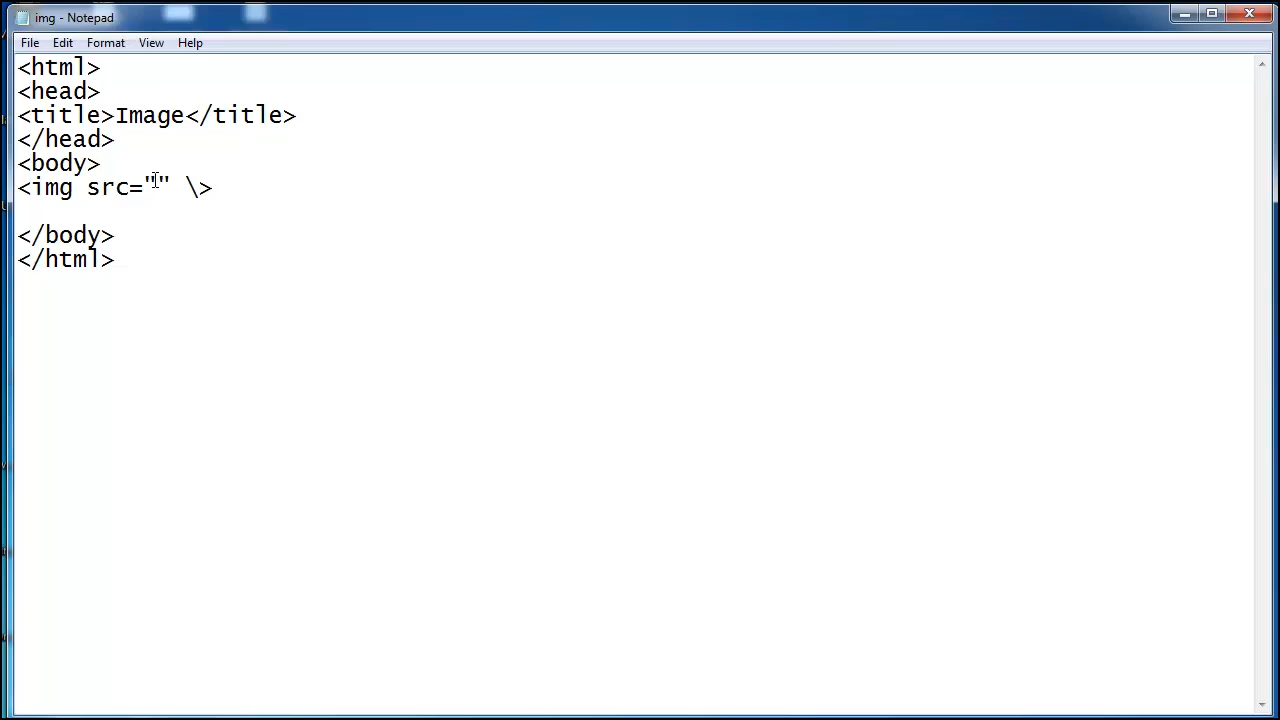 img - Notepad
File Edit Format View Help
<html>
<head>
<title>Image</title>
</head>
<body>
<img src="" \>
</body>
</html>